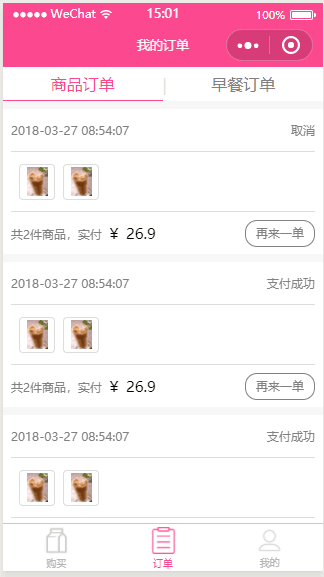 WeChat 15:01 100%
我的订单
商品订单 早餐订单
2018-03-27 08:54:07 取消
共2件商品，实付 ￥ 26.9 再来一单
2018-03-27 08:54:07 支付成功
共2件商品，实付 ￥ 26.9 再来一单
2018-03-27 08:54:07 支付成功
购买 订单 我的